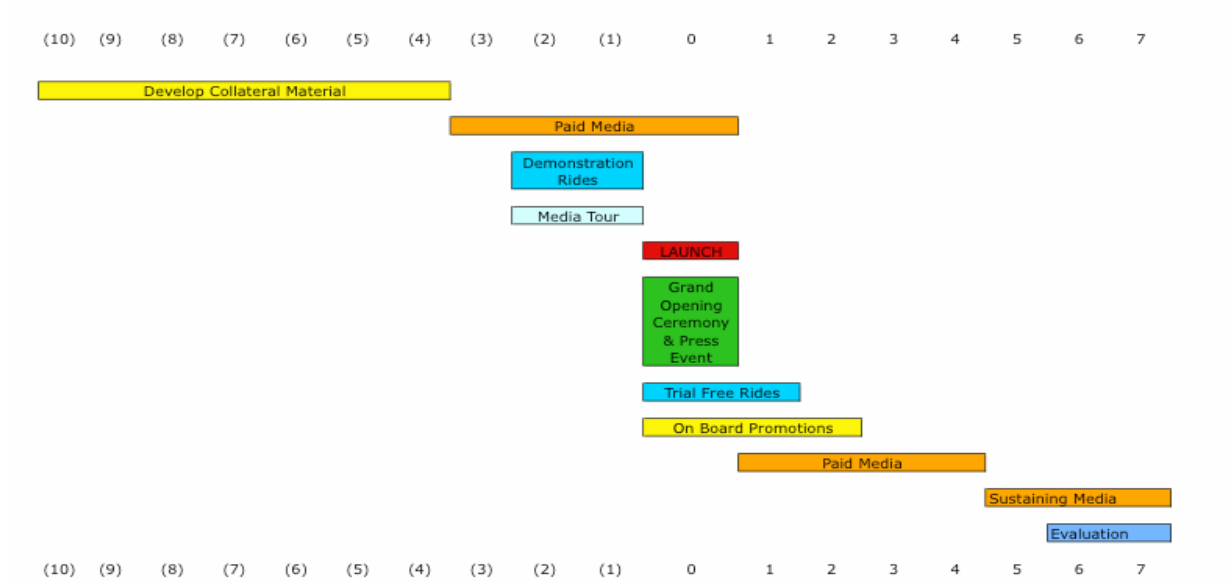 (10) (9) (8) (7) (6) (5) (4) (3) (2) (1) 0 1 2 3 4 5 6 7
Develop Collateral Material
Paid Media
Demonstration
Rides
Media Tour
LAUNCH
Grand
Opening
Ceremony
& Press
Event
Trial Free Rides
On Board Promotions
Paid Media
Sustaining Media
Evaluation
(10) (9) (8) (7) (6) (5) (4) (3) (2) (1) 0 1 2 3 4 5 6 7